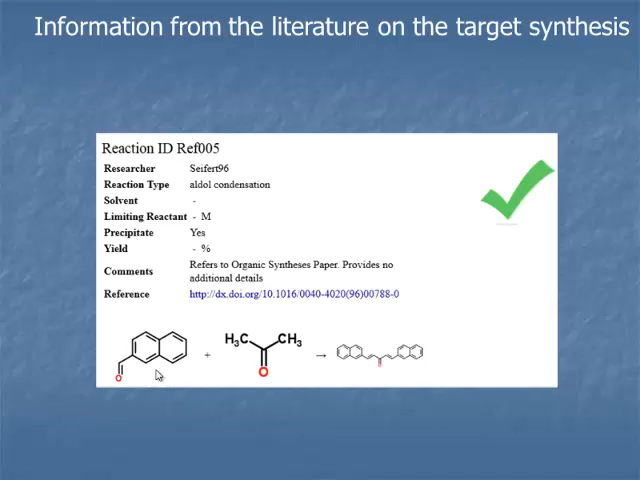 Information from the literature on the target synthesis
Reaction ID Ref005
Researcher Seifert96
Reaction Type aldol condensation
Solvent -
Limiting Reactant - M
Precipitate Yes
Yield - %
Comments Refers to Organic Syntheses Paper. Provides no
additional details
Reference http://dx.doi.org/10.1016/0040-4020(96)00788-0
H3C CH3
+ →
O O O